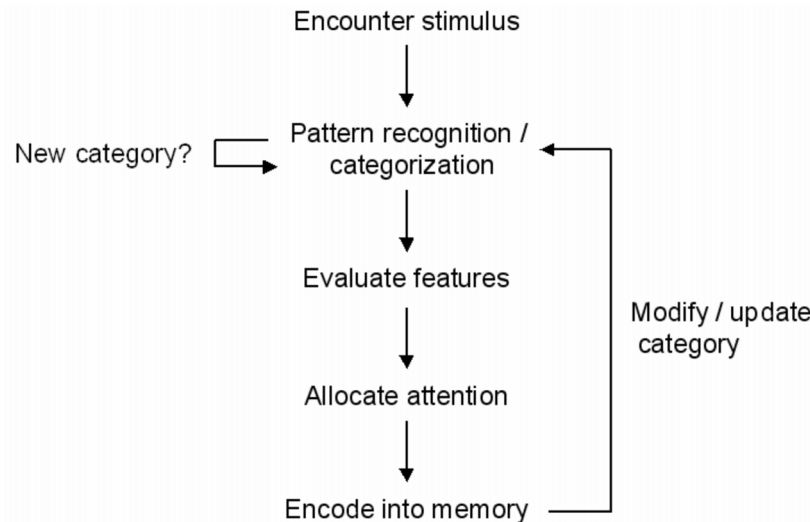 Encounter stimulus
Pattern recognition /
categorization
New category?
Evaluate features
Modify / update
category
Allocate attention
Encode into memory